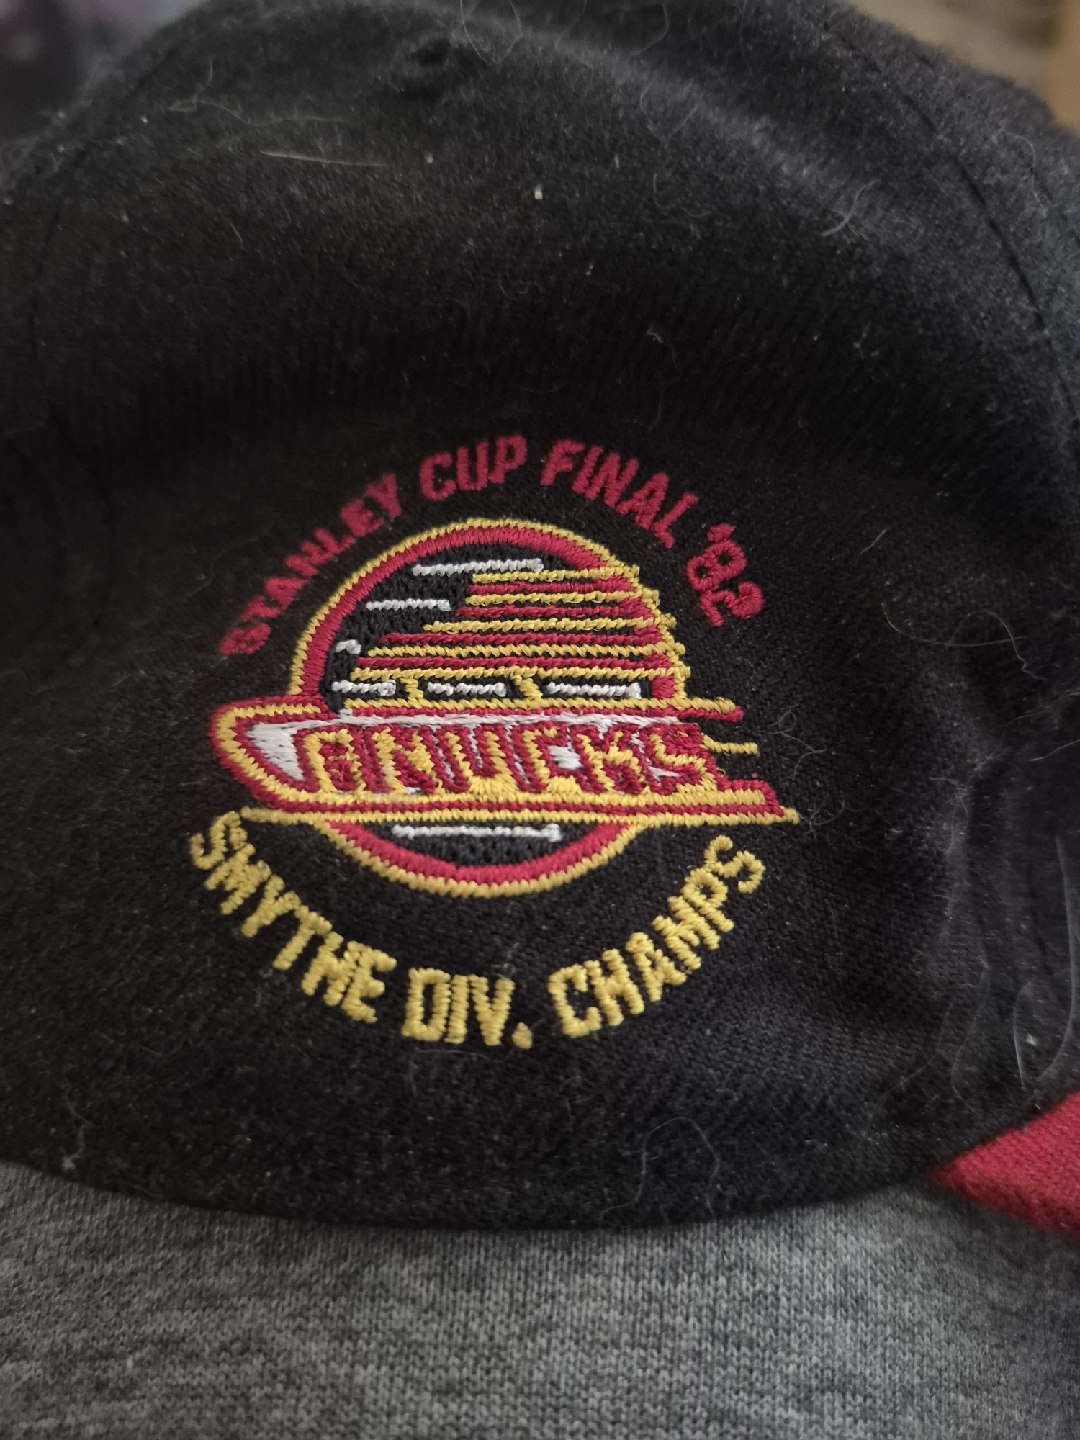 STANLEY CUP FINAL '82
CANUCKS
SMYTHE DIV. CHAMPS